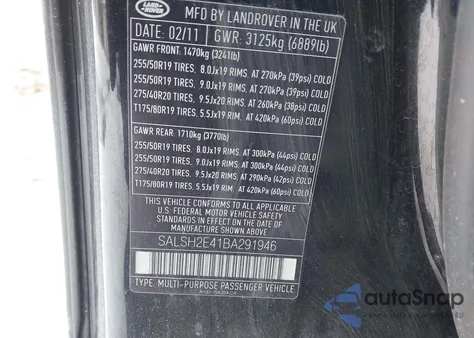 LAND ROVER
MFG BY LANDROVER IN THE UK
DATE: 02/11 GWR: 3125kg (6889lb)
GAWR FRONT: 1470kg (3241lb)
255/50R19 TIRES, 8.0Jx19 RIMS, AT 270kPa (39psi) COLD
255/50R19 TIRES, 9.0Jx19 RIMS, AT 270kPa (39psi) COLD
275/40R20 TIRES, 9.5Jx20 RIMS, AT 260kPa (38psi) COLD
T175/80R19 TIRES, 5.5Jx19 RIMS, AT 420kPa (60psi) COLD
GAWR REAR: 1710kg (3770lb)
255/50R19 TIRES, 8.0Jx19 RIMS, AT 300kPa (44psi) COLD
255/50R19 TIRES, 9.0Jx19 RIMS, AT 300kPa (44psi) COLD
275/40R20 TIRES, 9.5Jx20 RIMS, AT 290kPa (42psi) COLD
T175/80R19 TIRES, 5.5Jx19 RIMS, AT 420kPa (60psi) COLD
THIS VEHICLE CONFORMS TO ALL APPLICABLE
U.S. FEDERAL MOTOR VEHICLE SAFETY STANDARDS
IN EFFECT ON THE DATE OF MANUFACTURE SHOWN ABOVE
SALSH2E41BA291946
TYPE: MULTI-PURPOSE PASSENGER VEHICLE
autoSnap